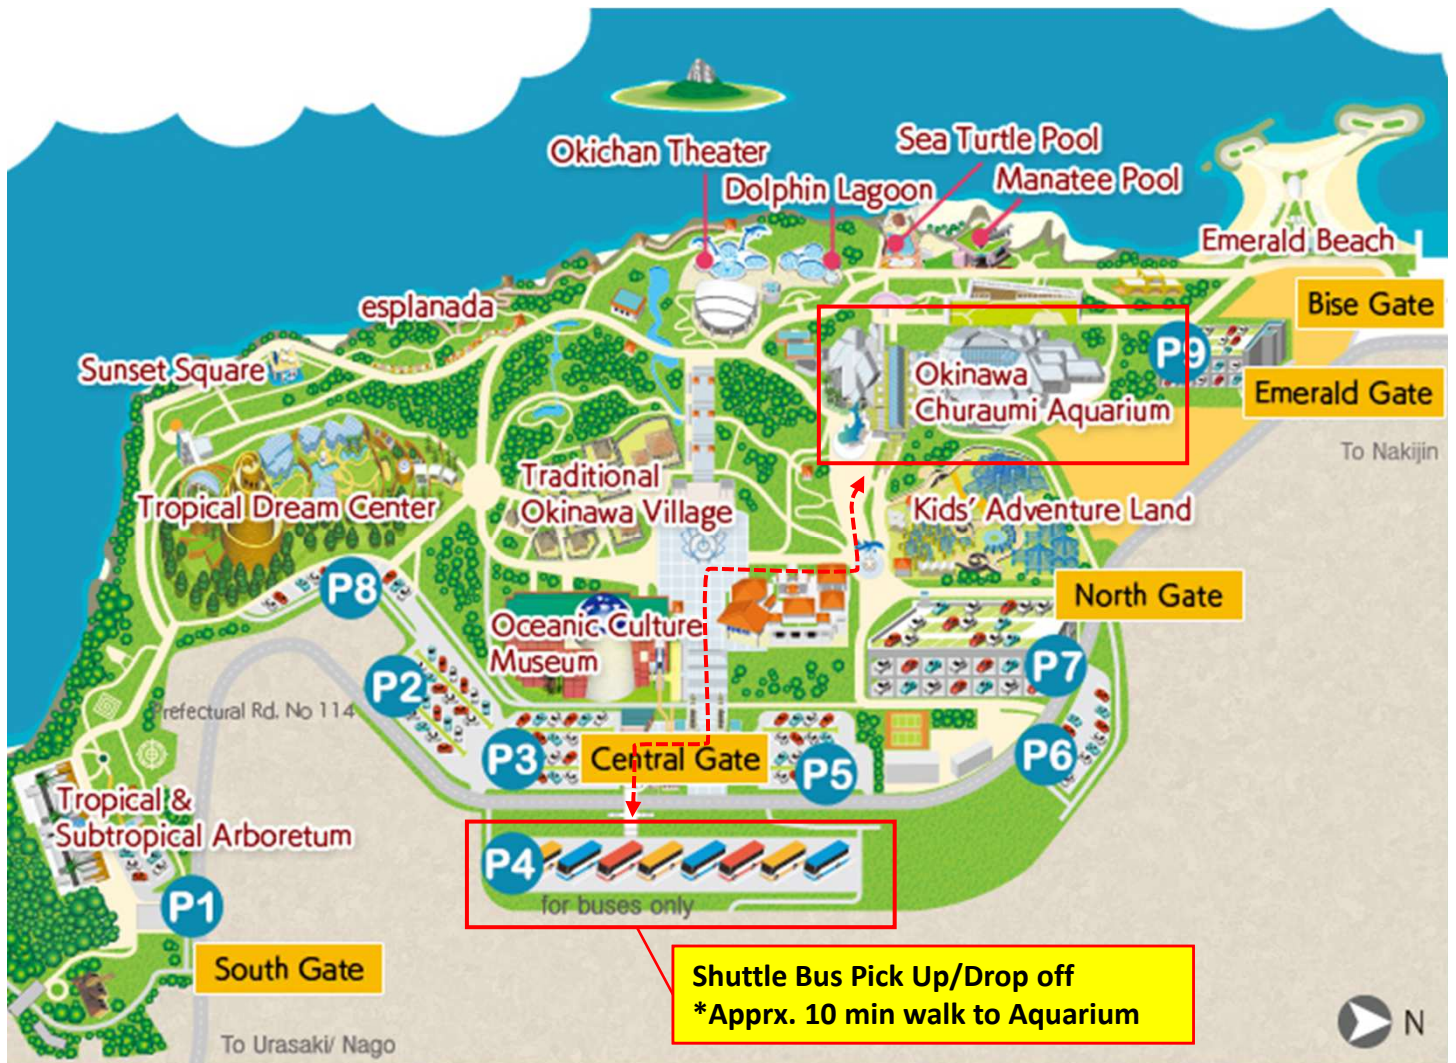 Okichan Theater
Sea Turtle Pool
Dolphin Lagoon
Manatee Pool
Emerald Beach
esplanada
Bise Gate
Sunset Square
P9
Okinawa
Churaumi Aquarium
Emerald Gate
To Nakijin
Tropical Dream Center
Traditional
Okinawa Village
Kids' Adventure Land
P8
North Gate
Oceanic Culture
Museum
P7
P2
Prefectural Rd. No 114
P3
Central Gate
P5
P6
Tropical &
Subtropical Arboretum
P4
for buses only
P1
South Gate
Shuttle Bus Pick Up/Drop off
*Apprx. 10 min walk to Aquarium
To Urasaki/ Nago
N